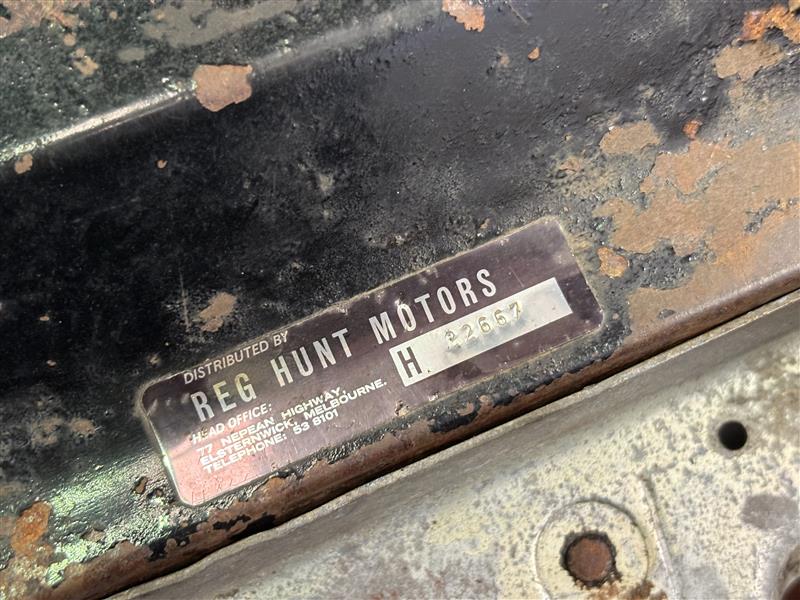 DISTRIBUTED BY
REG HUNT MOTORS
HEAD OFFICE:
77 NEPEAN HIGHWAY,
ELSTERNWICK, MELBOURNE.
TELEPHONE: 53 8101
H 22667